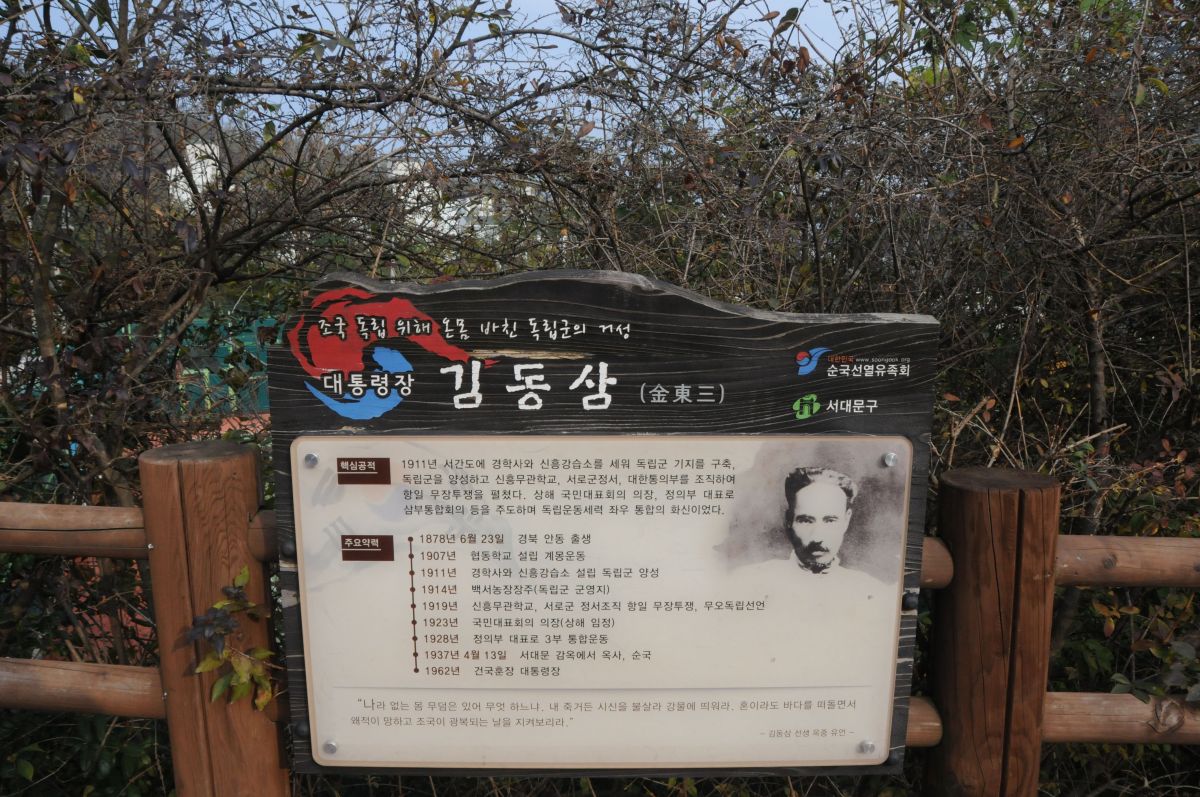 조국 독립 위해 온몸 바친 독립군의 거성
대통령장 김동삼 (金東三)
대한민국 www.soongook.org
순국선열유족회
서대문구
핵심공적
1911년 서간도에 경학사와 신흥강습소를 세워 독립군 기지를 구축,
독립군을 양성하고 신흥무관학교, 서로군정서, 대한통의부를 조직하여
항일 무장투쟁을 펼쳤다. 상해 국민대표회의 의장, 정의부 대표로
삼부통합회의 등을 주도하며 독립운동세력 좌우 통합의 화신이었다.
주요약력
1878년 6월 23일 경북 안동 출생
1907년 협동학교 설립 계몽운동
1911년 경학사와 신흥강습소 설립 독립군 양성
1914년 백서농장장주(독립군 군영지)
1919년 신흥무관학교, 서로군 정서조직 항일 무장투쟁, 무오독립선언
1923년 국민대표회의 의장(상해 임정)
1928년 정의부 대표로 3부 통합운동
1937년 4월 13일 서대문 감옥에서 옥사, 순국
1962년 건국훈장 대통령장
“나라 없는 몸 무덤은 있어 무엇 하느냐. 내 죽거든 시신을 불살라 강물에 띄워라. 혼이라도 바다를 떠돌면서
왜적이 망하고 조국이 광복되는 날을 지켜보리라.”
- 김동삼 선생 옥중 유언 -